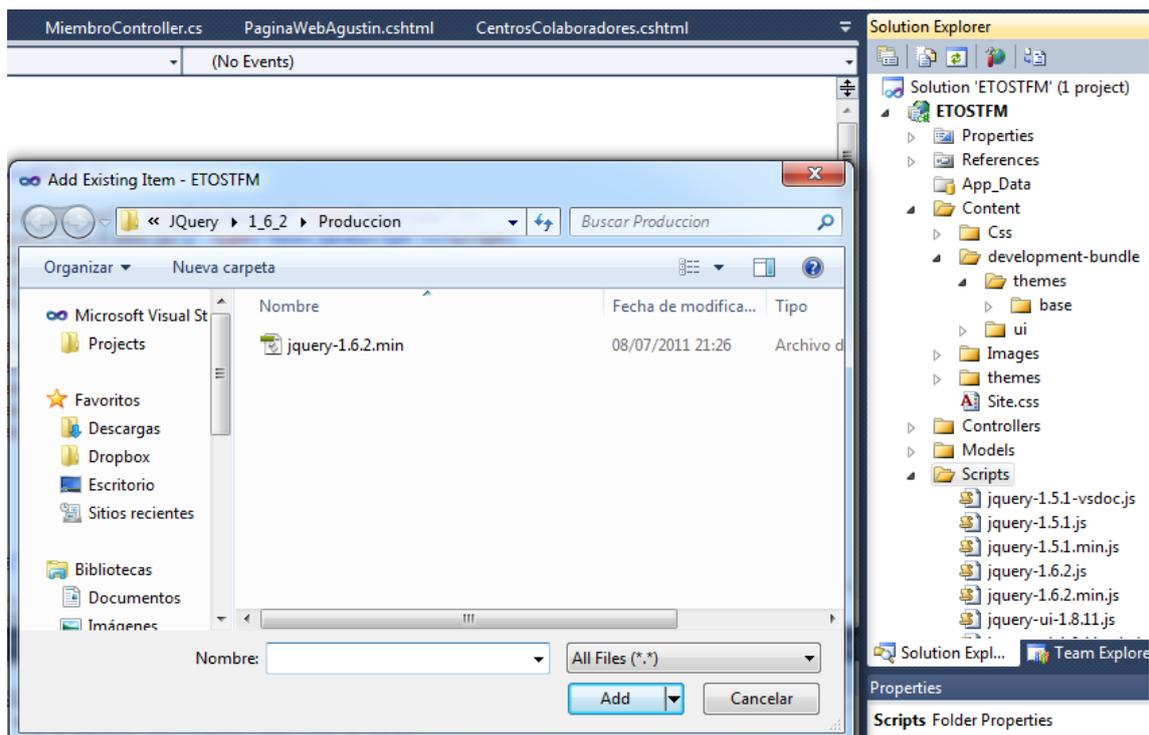 MiembroController.cs PaginaWebAgustin.cshtml CentrosColaboradores.cshtml
(No Events)
Add Existing Item - ETOSTFM
« JQuery 1_6_2 Produccion
Buscar Produccion
Organizar Nueva carpeta
Microsoft Visual St
Projects
Favoritos
Descargas
Dropbox
Escritorio
Sitios recientes
Bibliotecas
Documentos
Imágenes
Nombre Fecha de modifica... Tipo
jquery-1.6.2.min 08/07/2011 21:26 Archivo d
Nombre:
All Files (*.*)
Add Cancelar
Solution Explorer
Solution 'ETOSTFM' (1 project)
ETOSTFM
Properties
References
App_Data
Content
Css
development-bundle
themes
base
ui
Images
themes
Site.css
Controllers
Models
Scripts
jquery-1.5.1-vsdoc.js
jquery-1.5.1.js
jquery-1.5.1.min.js
jquery-1.6.2.js
jquery-1.6.2.min.js
jquery-ui-1.8.11.js
Solution Expl... Team Explore
Properties
Scripts Folder Properties